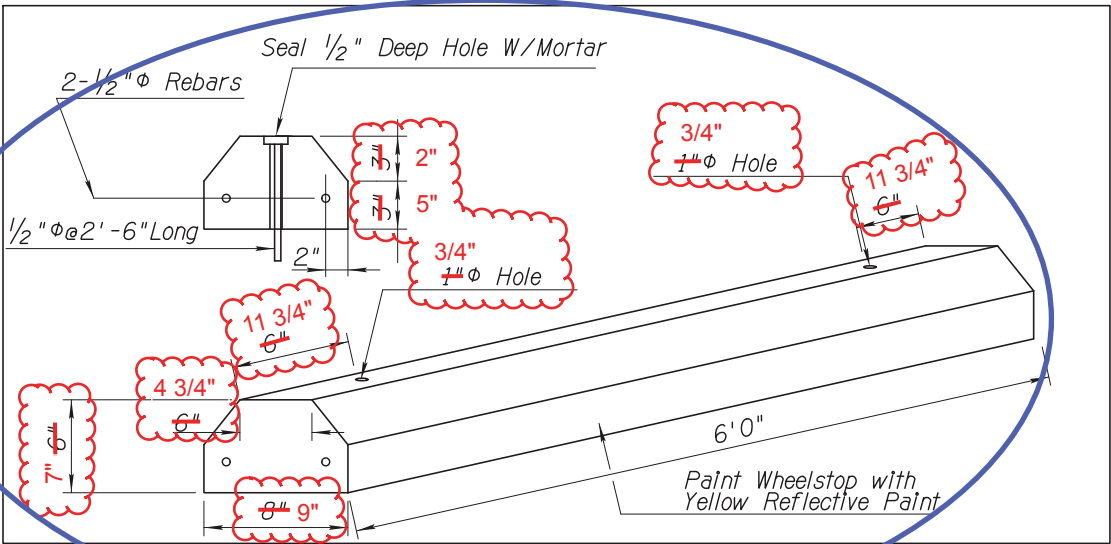 Seal 1/2" Deep Hole W/Mortar
2-1/2"Φ Rebars
3" 2"
3" 5"
1/2"Φ@2'-6"Long
2"
3/4"
1"Φ Hole
3/4"
1"Φ Hole
11 3/4"
6"
11 3/4"
6"
4 3/4"
6"
7" 6"
8" 9"
6'0"
Paint Wheelstop with
Yellow Reflective Paint